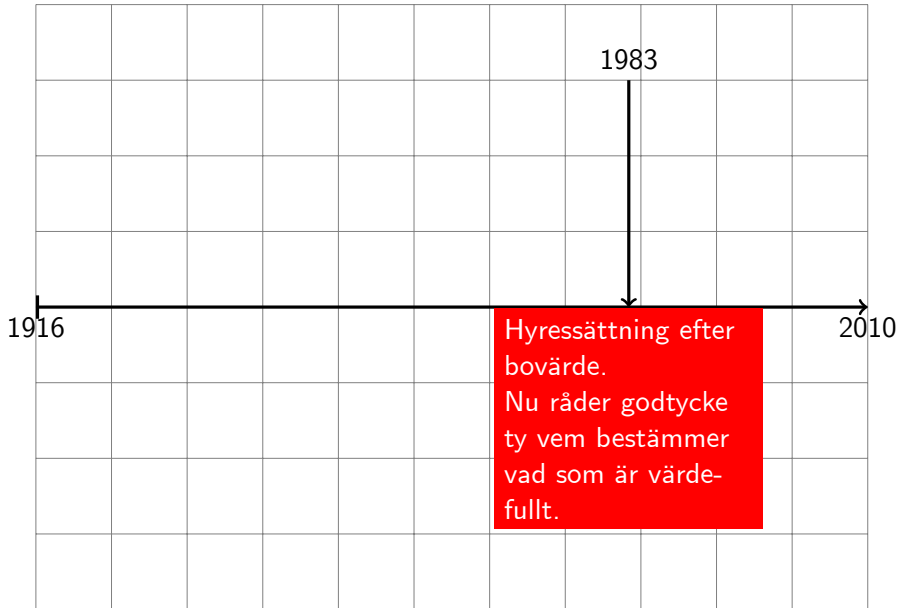 1983
1916
2010
Hyressättning efter
bovärde.
Nu råder godtycke
ty vem bestämmer
vad som är värde-
fullt.